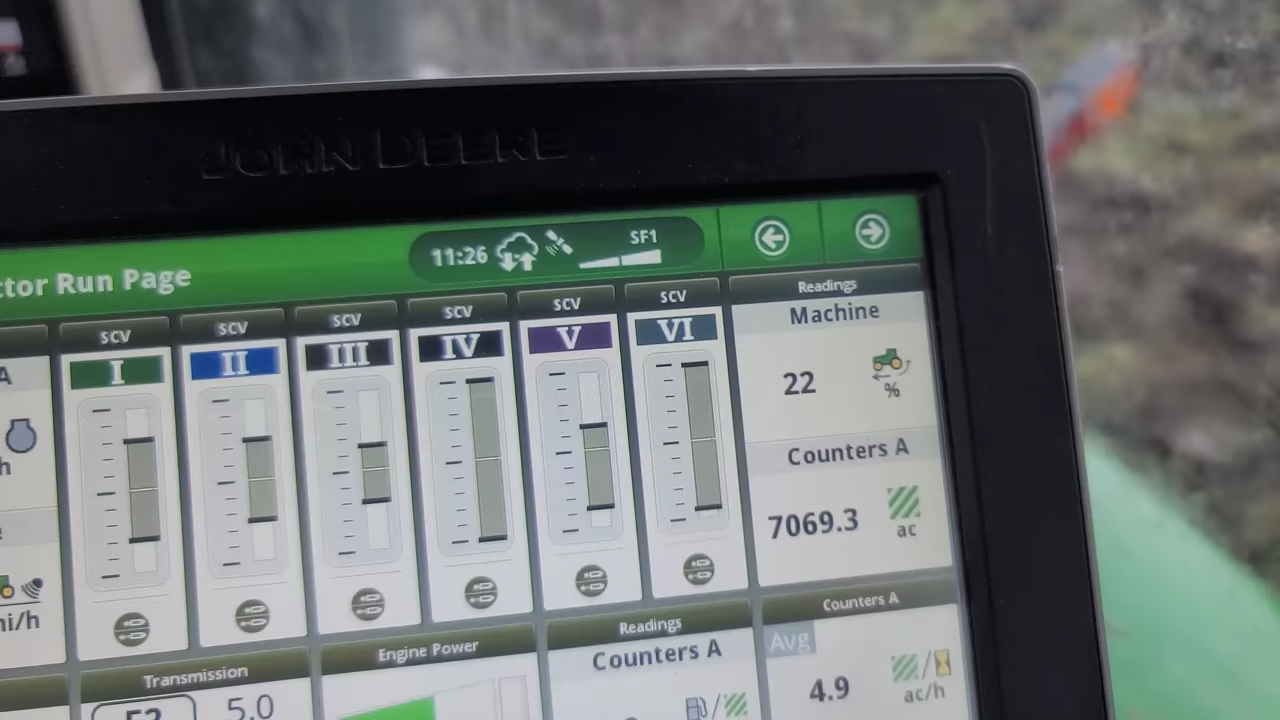 JOHN DEERE
11:26 SF1
ctor Run Page
SCV SCV SCV SCV SCV SCV
I II III IV V VI
Readings
Machine
22
%
Counters A
7069.3
ac
A
h
mi/h
Transmission
F2 5.0
Engine Power
Readings
Counters A
Counters A
Avg
4.9
ac/h